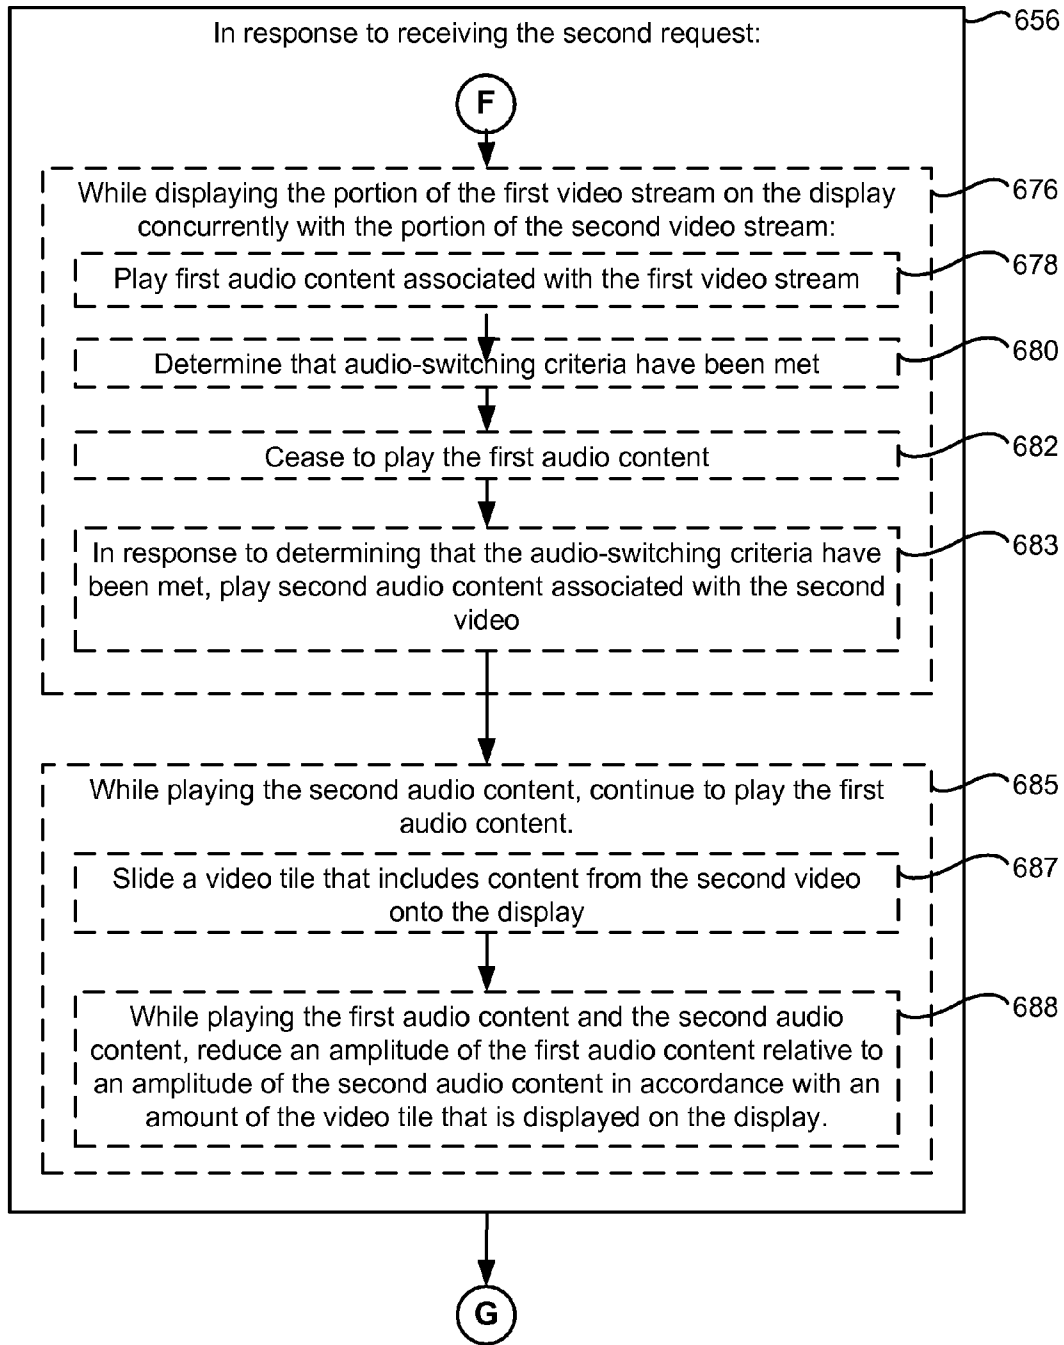 In response to receiving the second request:
656
F
While displaying the portion of the first video stream on the display
concurrently with the portion of the second video stream:
676
Play first audio content associated with the first video stream
678
Determine that audio-switching criteria have been met
680
Cease to play the first audio content
682
In response to determining that the audio-switching criteria have
been met, play second audio content associated with the second
video
683
While playing the second audio content, continue to play the first
audio content.
685
Slide a video tile that includes content from the second video
onto the display
687
While playing the first audio content and the second audio
content, reduce an amplitude of the first audio content relative to
an amplitude of the second audio content in accordance with an
amount of the video tile that is displayed on the display.
688
G